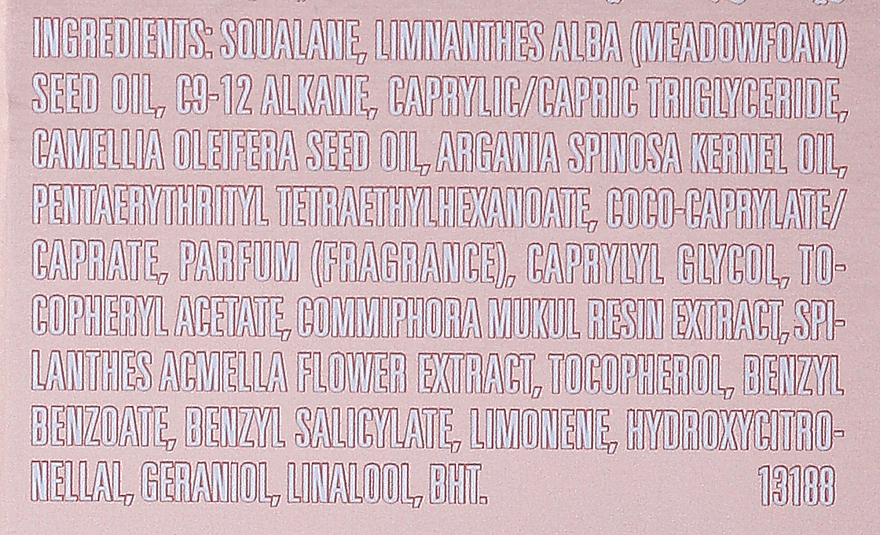 INGREDIENTS: SQUALANE, LIMNANTHES ALBA (MEADOWFOAM)
SEED OIL, C9-12 ALKANE, CAPRYLIC/CAPRIC TRIGLYCERIDE,
CAMELLIA OLEIFERA SEED OIL, ARGANIA SPINOSA KERNEL OIL,
PENTAERYTHRITYL TETRAETHYLHEXANOATE, COCO-CAPRYLATE/
CAPRATE, PARFUM (FRAGRANCE), CAPRYLYL GLYCOL, TO-
COPHERYL ACETATE, COMMIPHORA MUKUL RESIN EXTRACT, SPI-
LANTHES ACMELLA FLOWER EXTRACT, TOCOPHEROL, BENZYL
BENZOATE, BENZYL SALICYLATE, LIMONENE, HYDROXYCITRO-
NELLAL, GERANIOL, LINALOOL, BHT. 13188